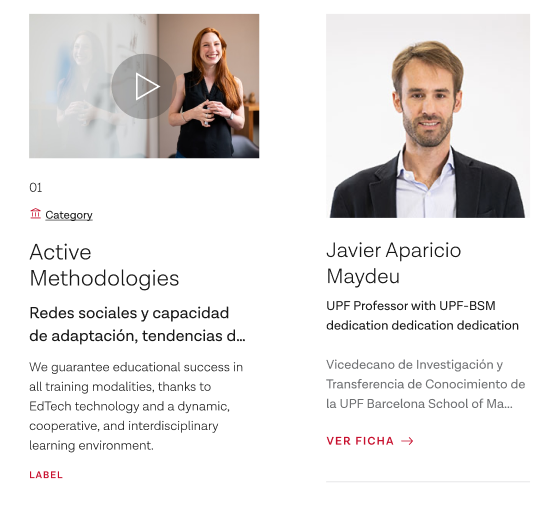 01
Category
Active
Methodologies
Redes sociales y capacidad
de adaptación, tendencias d...
We guarantee educational success in
all training modalities, thanks to
EdTech technology and a dynamic,
cooperative, and interdisciplinary
learning environment.
LABEL
Javier Aparicio
Maydeu
UPF Professor with UPF-BSM
dedication dedication dedication
Vicedecano de Investigación y
Transferencia de Conocimiento de
la UPF Barcelona School of Ma...
VER FICHA